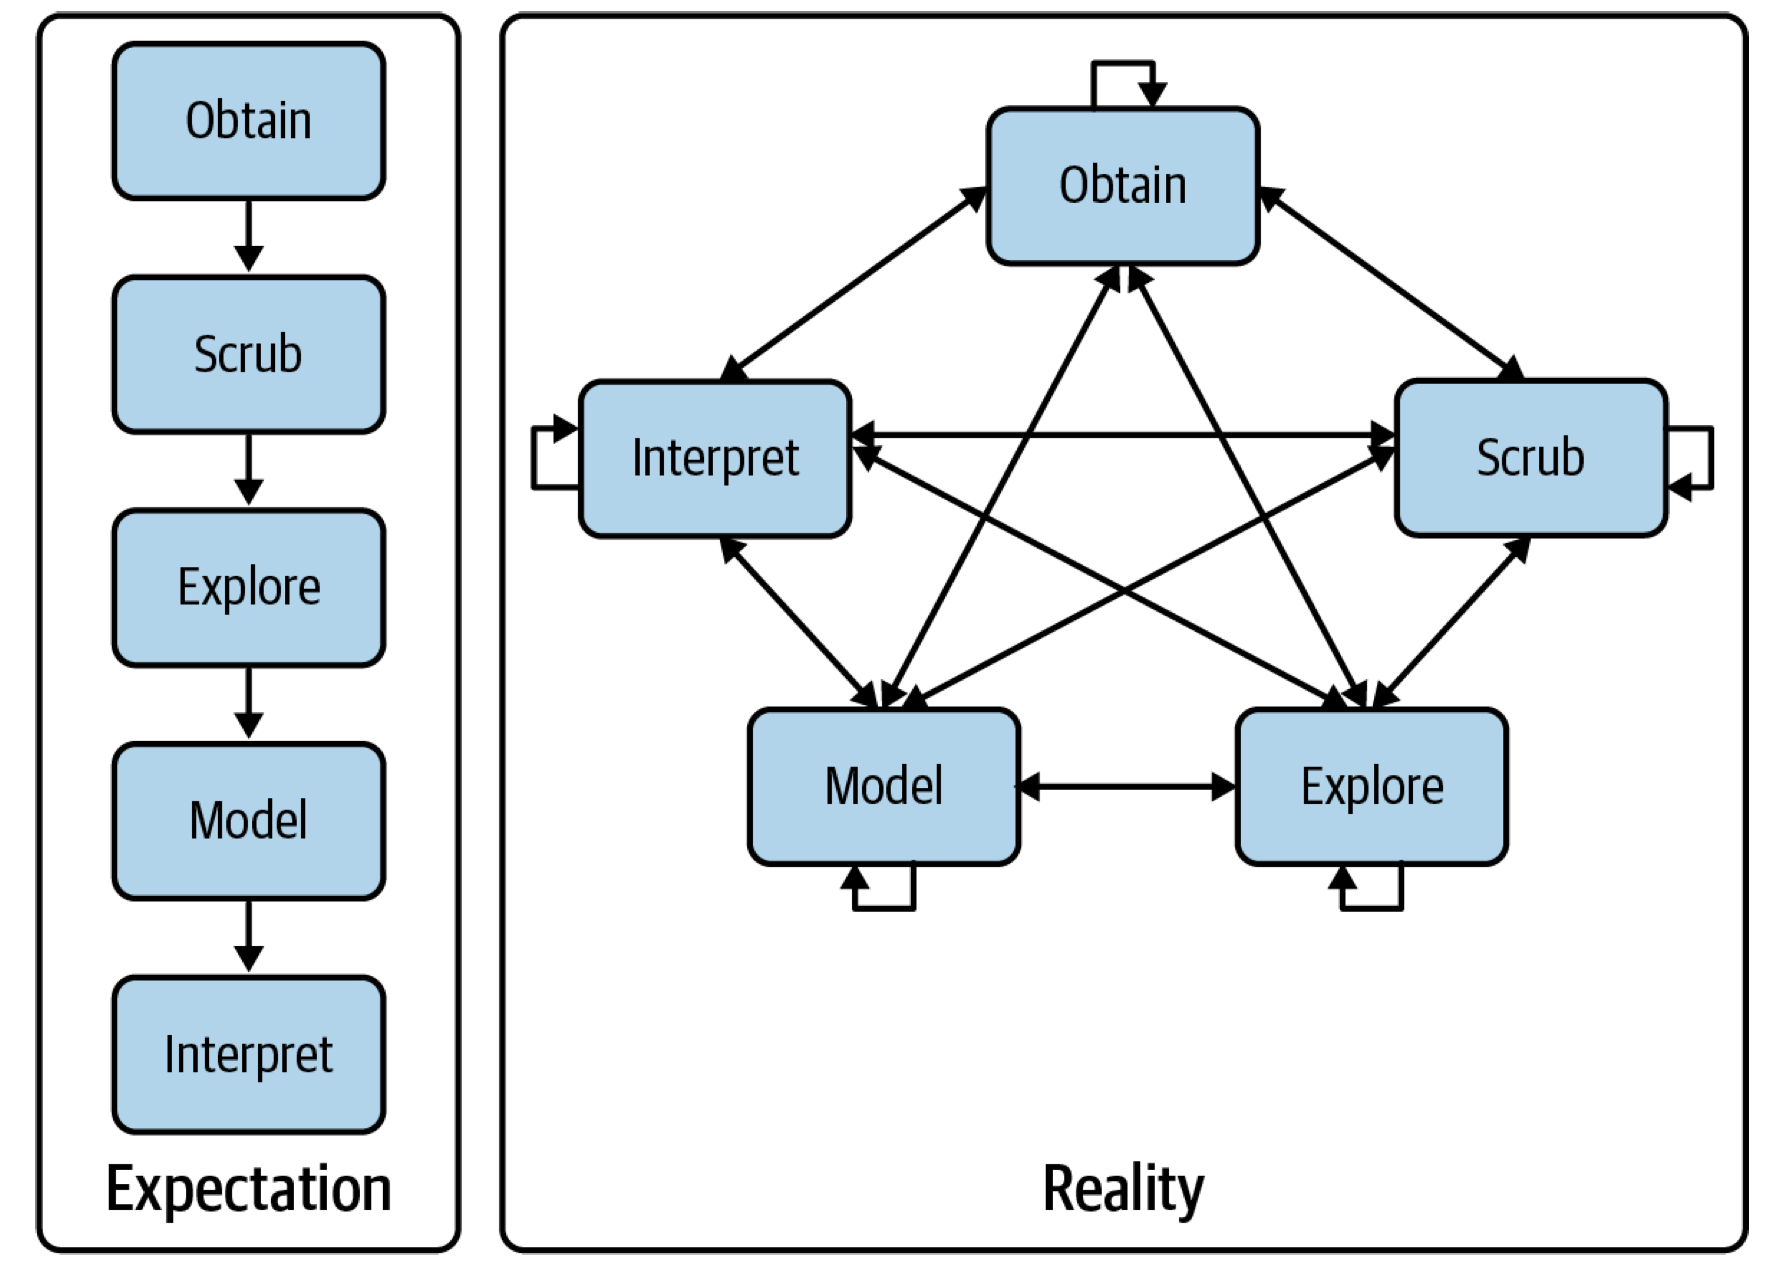 Obtain
Scrub
Explore
Model
Interpret
Expectation
Obtain
Interpret
Scrub
Model
Explore
Reality